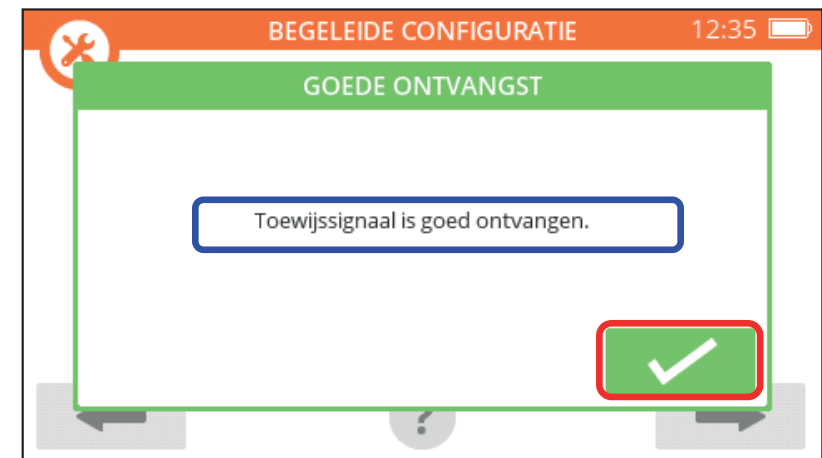 BEGELEIDE CONFIGURATIE 12:35
GOEDE ONTVANGST
Toewijssignaal is goed ontvangen.
?